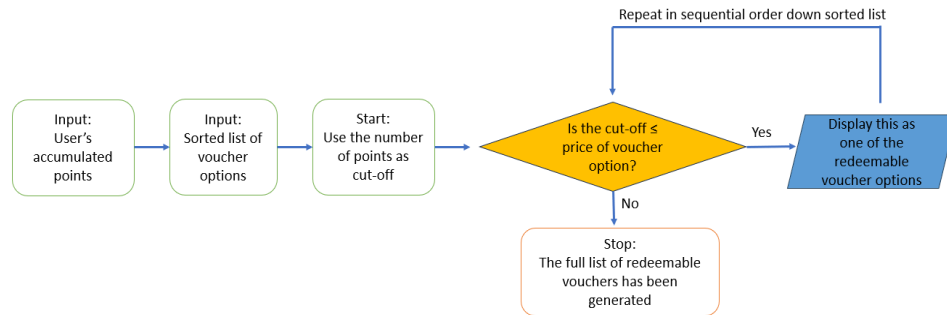 Repeat in sequential order down sorted list
Input:
User's
accumulated
points
Input:
Sorted list of
voucher
options
Start:
Use the number
of points as
cut-off
Is the cut-off ≤
price of voucher
option?
Yes
Display this as
one of the
redeemable
voucher options
No
Stop:
The full list of redeemable
vouchers has been
generated